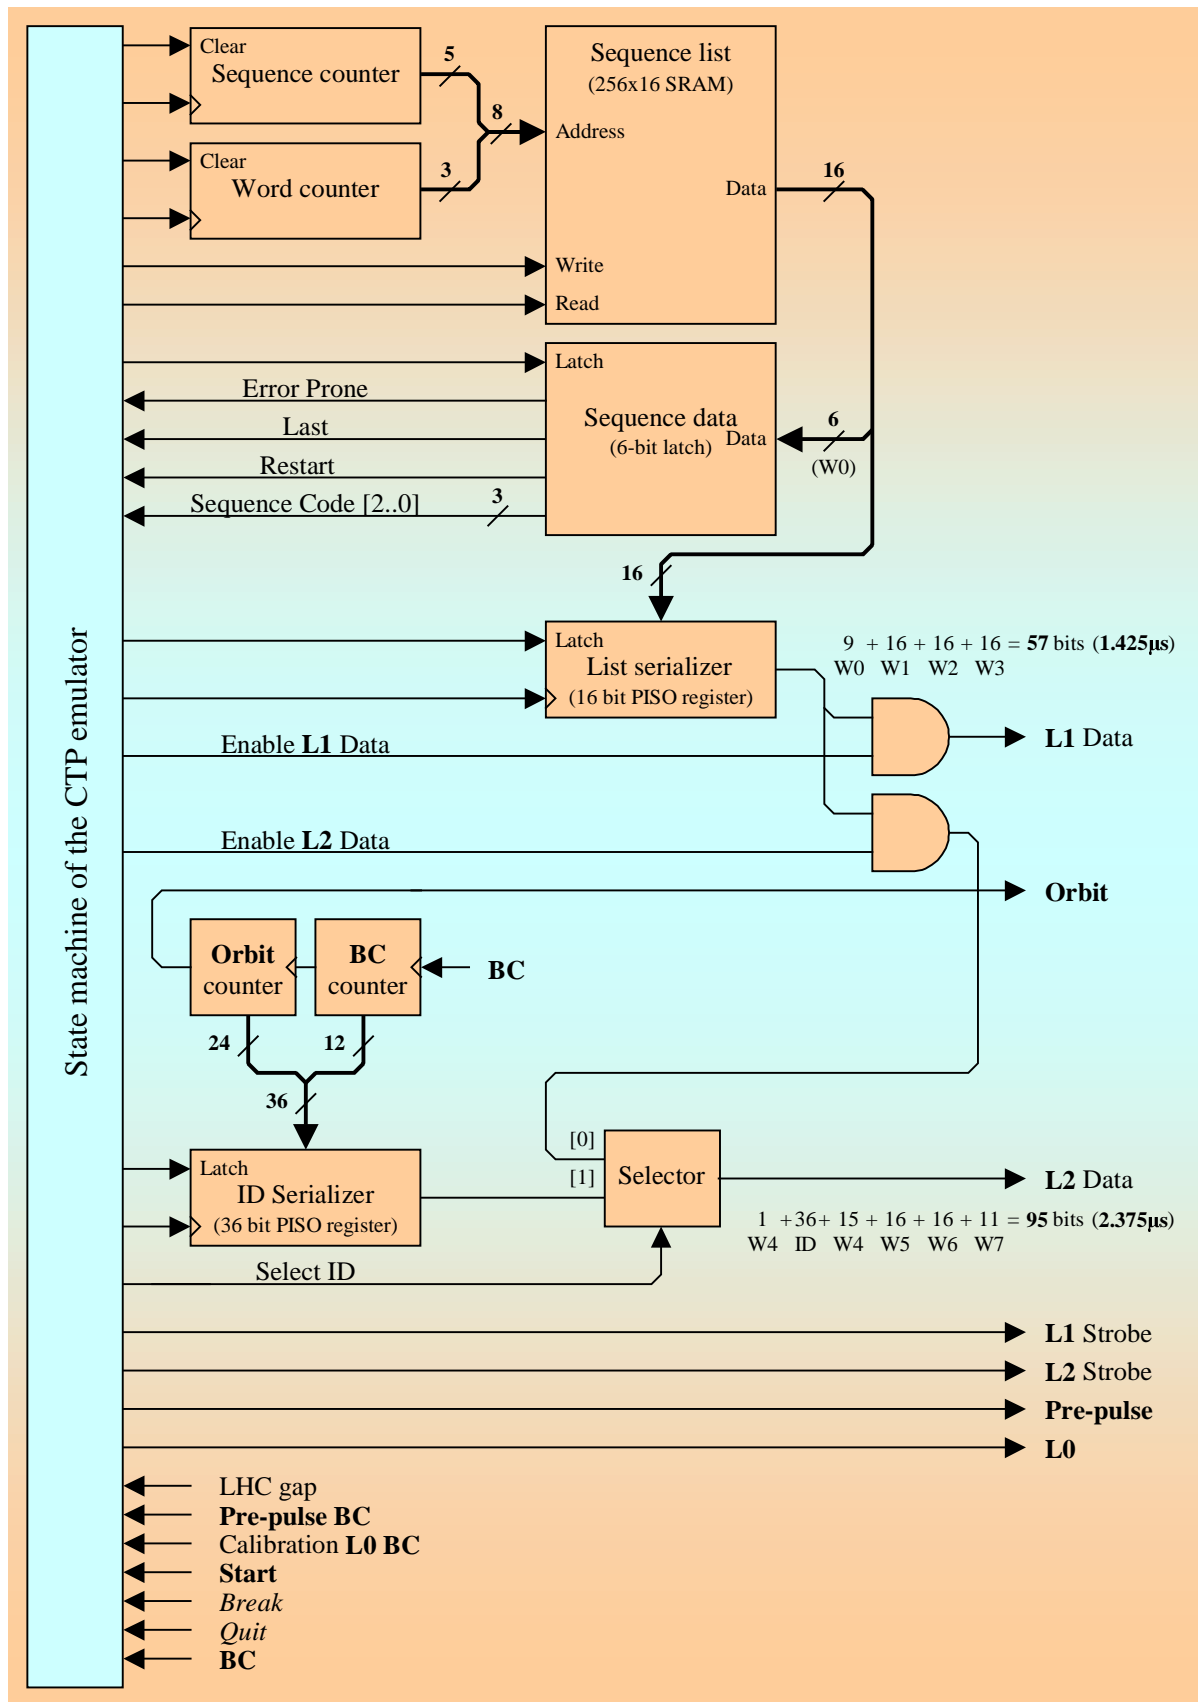 Clear
Sequence counter
5
Sequence list
(256x16 SRAM)
8
Address
Clear
Word counter
3
16
Data
Write
Read
Latch
Error Prone
Sequence data
6
Last
(6-bit latch)
Data
(W0)
Restart
Sequence Code [2..0]
3
16
State machine of the CTP emulator
Latch
List serializer
(16 bit PISO register)
9 + 16 + 16 + 16 = 57 bits (1.425µs)
W0 W1 W2 W3
Enable L1 Data
L1 Data
Enable L2 Data
Orbit
Orbit
counter
BC
counter
BC
24
12
36
[0]
Latch
ID Serializer
(36 bit PISO register)
[1]
Selector
L2 Data
1 +36+ 15 + 16 + 16 + 11 = 95 bits (2.375µs)
W4 ID W4 W5 W6 W7
Select ID
L1 Strobe
L2 Strobe
Pre-pulse
L0
LHC gap
Pre-pulse BC
Calibration L0 BC
Start
Break
Quit
BC